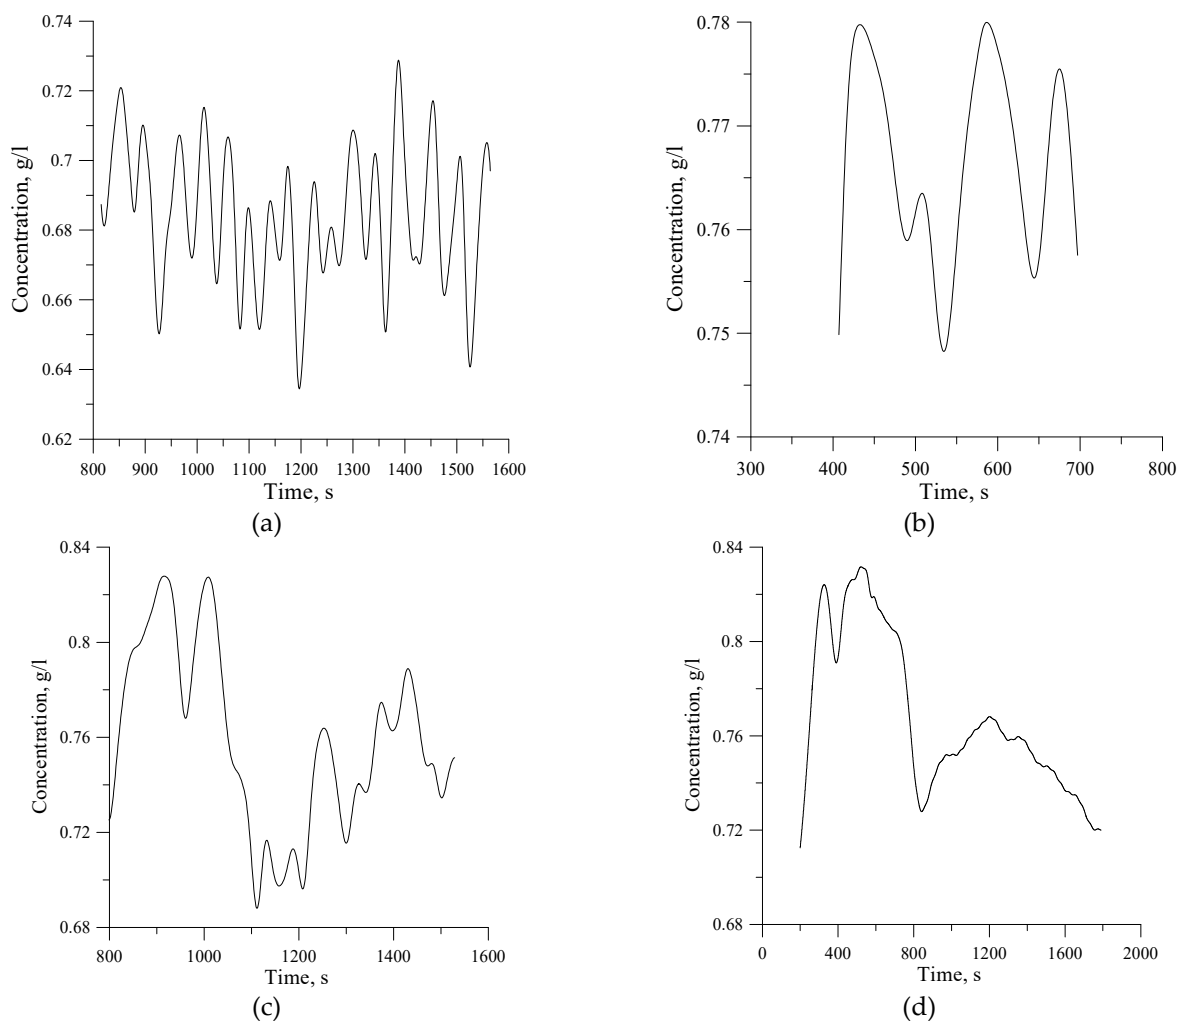 0.74
0.72
0.7
0.68
0.66
0.64
0.62
Concentration, g/l
800 900 1000 1100 1200 1300 1400 1500 1600
Time, s
(a)
0.78
0.77
0.76
0.75
0.74
Concentration, g/l
300 400 500 600 700 800
Time, s
(b)
0.84
0.8
0.76
0.72
0.68
Concentration, g/l
800 1000 1200 1400 1600
Time, s
(c)
0.84
0.8
0.76
0.72
0.68
Concentration, g/l
0 400 800 1200 1600 2000
Time, s
(d)